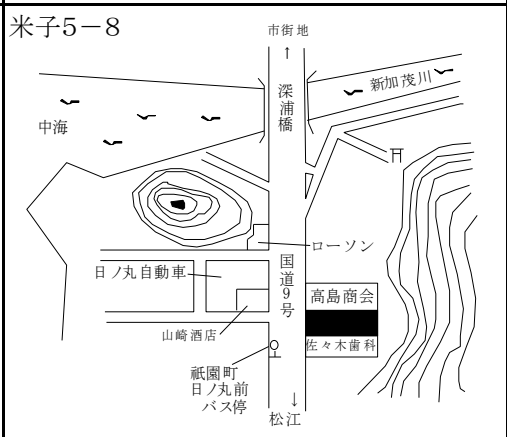 米子5－8
市街地
↑
深浦橋
新加茂川
中海
ローソン
日ノ丸自動車
国道9号
高島商会
山崎酒店
佐々木歯科
祇園町
日ノ丸前
バス停
↓
松江